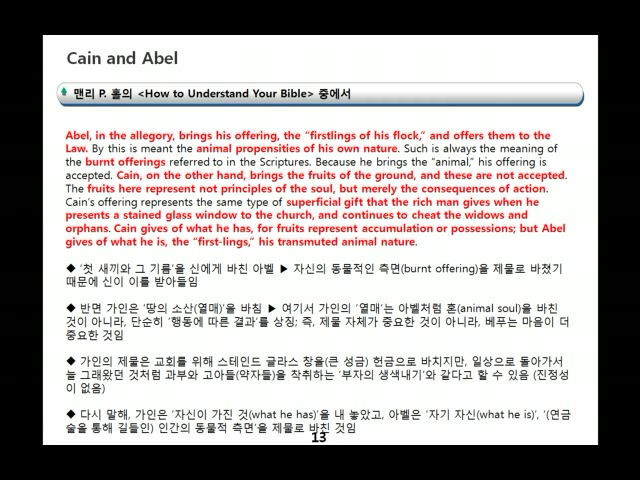 Cain and Abel
맨리 P. 홀의 <How to Understand Your Bible> 중에서
Abel, in the allegory, brings his offering, the "firstlings of his flock," and offers them to the
Law. By this is meant the animal propensities of his own nature. Such is always the meaning of
the burnt offerings referred to in the Scriptures. Because he brings the "animal," his offering is
accepted. Cain, on the other hand, brings the fruits of the ground, and these are not accepted.
The fruits here represent not principles of the soul, but merely the consequences of action.
Cain's offering represents the same type of superficial gift that the rich man gives when he
presents a stained glass window to the church, and continues to cheat the widows and
orphans. Cain gives of what he has, for fruits represent accumulation or possessions; but Abel
gives of what he is, the "first-lings," his transmuted animal nature.
◆ '첫 새끼와 그 기름'을 신에게 바친 아벨 ▶ 자신의 동물적인 측면(burnt offering)을 제물로 바쳤기
때문에 신이 이를 받아들임
◆ 반면 가인은 '땅의 소산(열매)'을 바침 ▶ 여기서 가인의 '열매'는 아벨처럼 혼(animal soul)을 바친
것이 아니라, 단순히 '행동에 따른 결과'를 상징; 즉, 제물 자체가 중요한 것이 아니라, 베푸는 마음이 더
중요한 것임
◆ 가인의 제물은 교회를 위해 스테인드 글라스 창을(큰 성금) 헌금으로 바치지만, 일상으로 돌아가서
늘 그래왔던 것처럼 과부와 고아들(약자들)을 착취하는 '부자의 생색내기'와 같다고 할 수 있음 (진정성
이 없음)
◆ 다시 말해, 가인은 '자신이 가진 것(what he has)'을 내 놓았고, 아벨은 '자기 자신(what he is)', '(연금
술을 통해 길들인) 인간의 동물적 측면'을 제물로 바친 것임
13